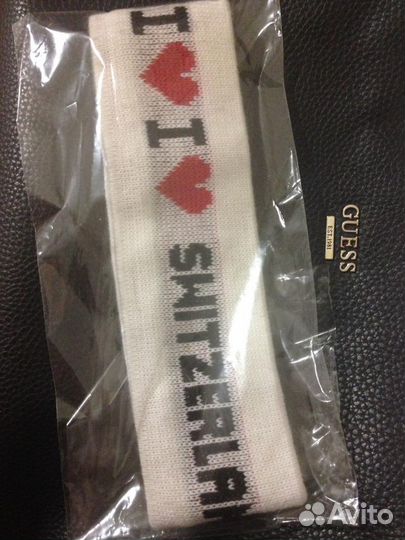 I ♥ I ♥ SWITZERLA
GUESS
EST. 1981
Avito